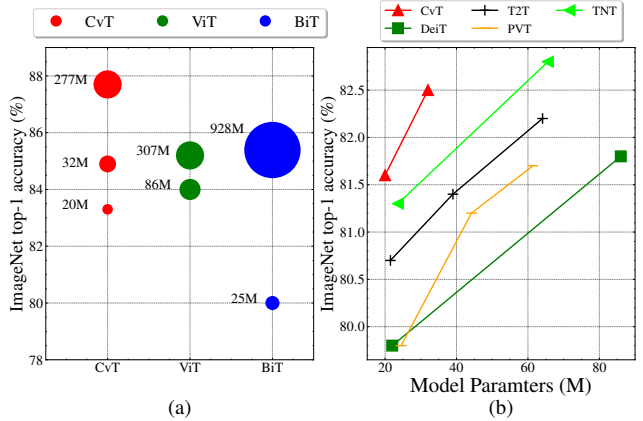 CvT ViT BiT
ImageNet top-1 accuracy (%)
88
86
84
82
80
78
277M
32M
20M
307M
86M
928M
25M
CvT ViT BiT
(a)
CvT T2T TNT
DeiT PVT
ImageNet top-1 accuracy (%)
82.5
82.0
81.5
81.0
80.5
80.0
20 40 60 80
Model Paramters (M)
(b)